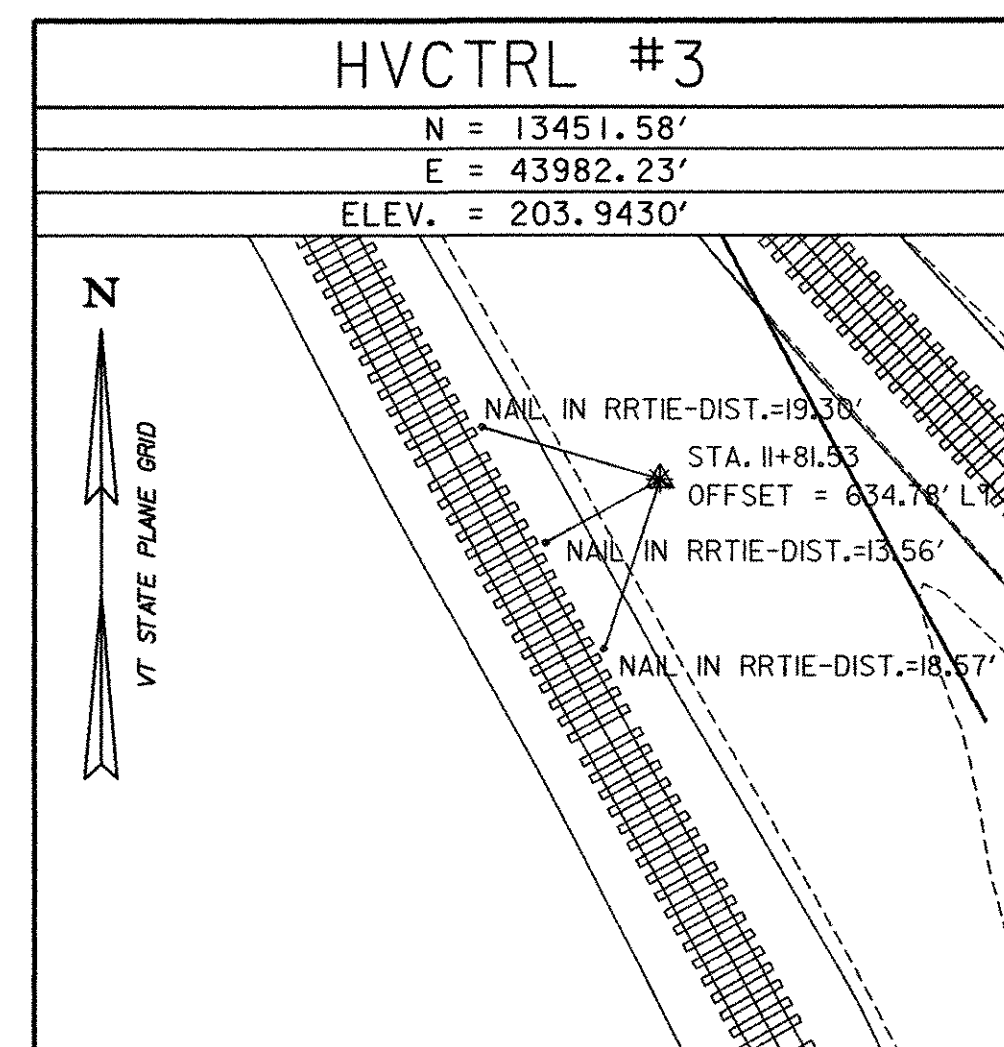 HVCTRL #3
N = 13451.58'
E = 43982.23'
ELEV. = 203.9430'
N
VT STATE PLANE GRID
NAIL IN RRTIE-DIST.=19.30'
STA. 11+81.53
OFFSET = 634.78' LT
NAIL IN RRTIE-DIST.=13.56'
NAIL IN RRTIE-DIST.=18.57'